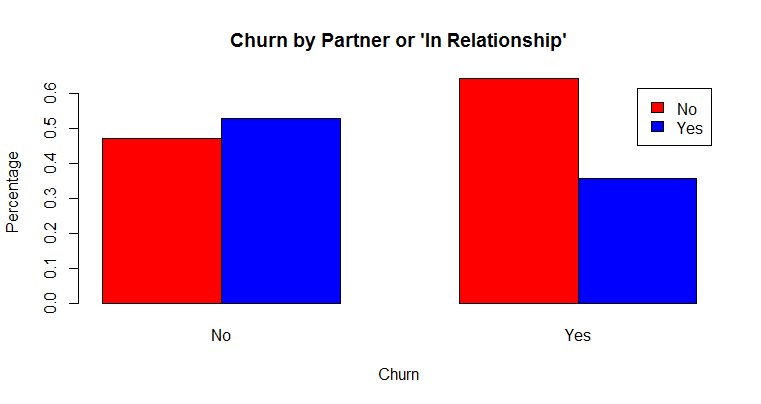 Churn by Partner or 'In Relationship'
Percentage
0.6
0.5
0.4
0.3
0.2
0.1
0.0
No
Yes
No
Yes
Churn